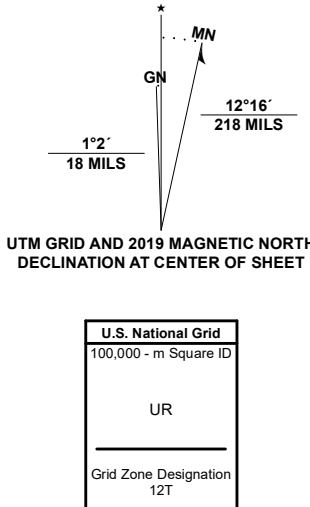 ★
MN
GN
1°2´
18 MILS
12°16´
218 MILS
UTM GRID AND 2019 MAGNETIC NORTH
DECLINATION AT CENTER OF SHEET
U.S. National Grid
100,000 - m Square ID
UR
Grid Zone Designation
12T